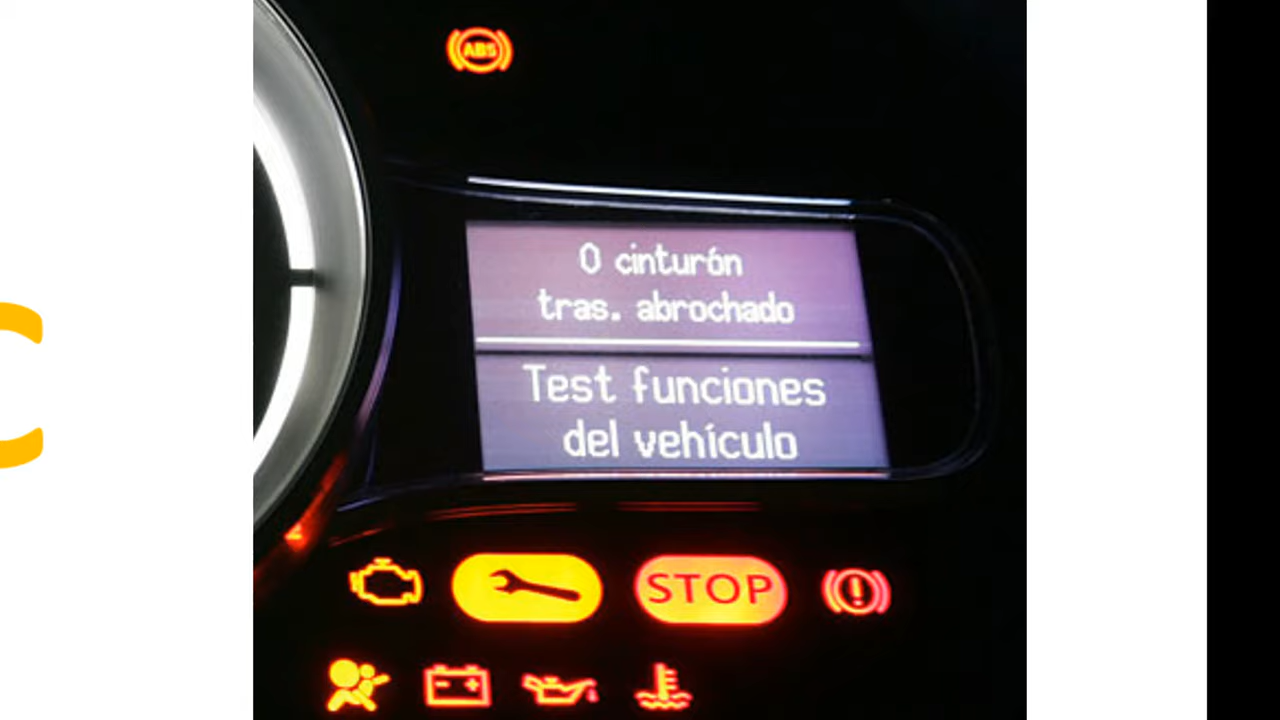 ABS
0 cinturón
tras. abrochado
Test funciones
del vehículo
STOP